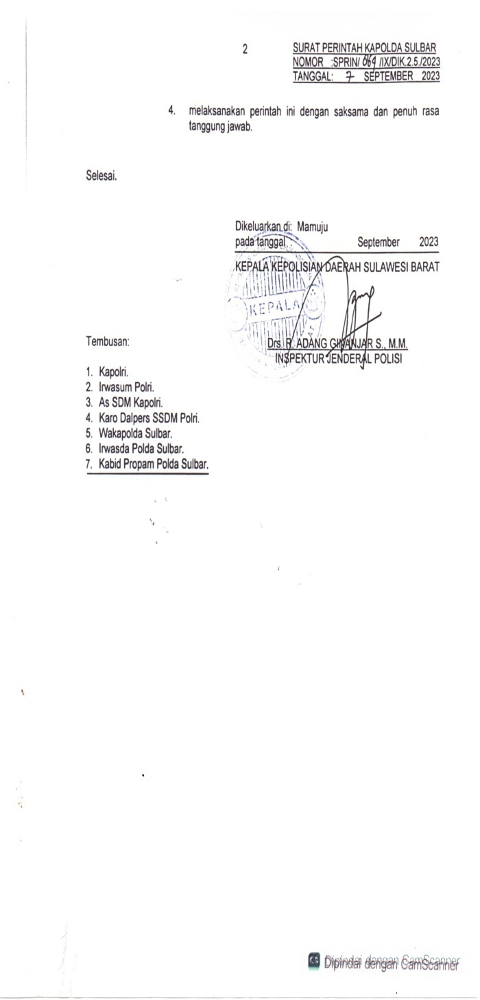 2
SURAT PERINTAH KAPOLDA SULBAR
NOMOR :SPRIN/ 869 /IX/DIK.2.5./2023
TANGGAL: 7 SEPTEMBER 2023
4. melaksanakan perintah ini dengan saksama dan penuh rasa
tanggung jawab.
Selesai.
Dikeluarkan di: Mamuju
pada tanggal : September 2023
KEPALA KEPOLISIAN DAERAH SULAWESI BARAT
KEPALA
Drs. R. ADANG GINANJAR S., M.M.
INSPEKTUR JENDERAL POLISI
Tembusan:
1. Kapolri.
2. Irwasum Polri.
3. As SDM Kapolri.
4. Karo Dalpers SSDM Polri.
5. Wakapolda Sulbar.
6. Irwasda Polda Sulbar.
7. Kabid Propam Polda Sulbar.
CS Dipindai dengan CamScanner